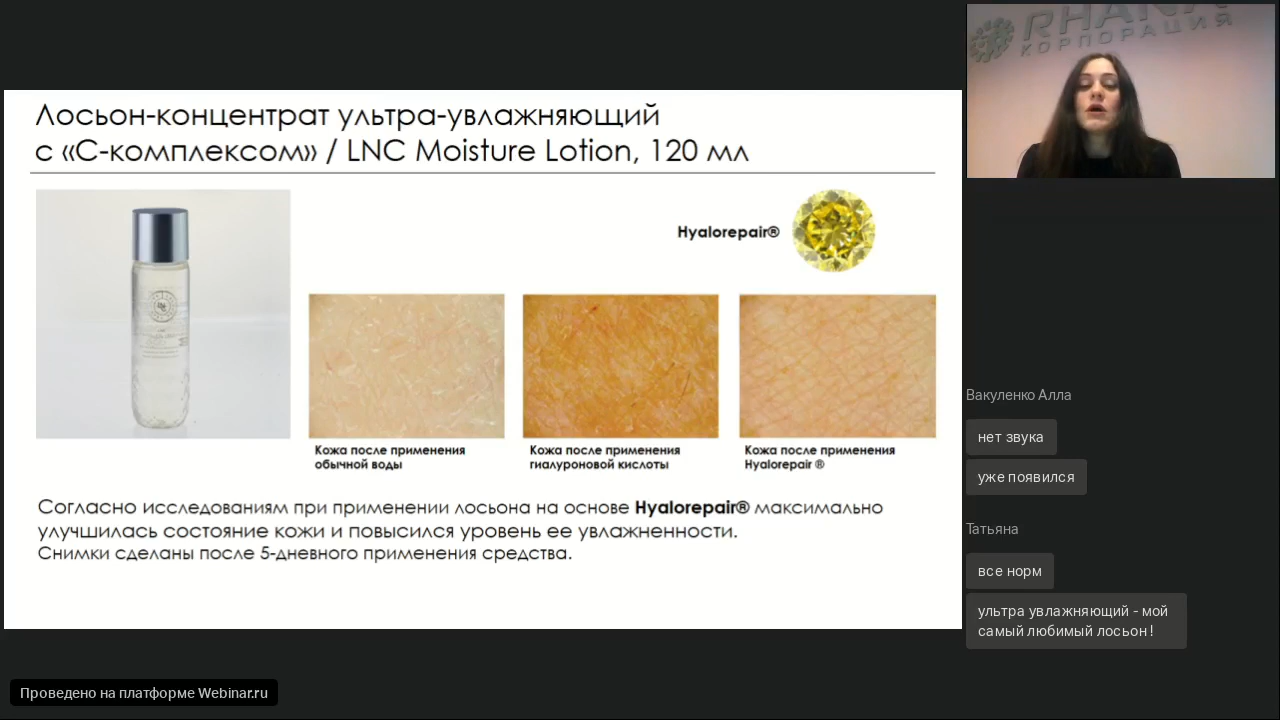 Лосьон-концентрат ультра-увлажняющий
с «С-комплексом» / LNC Moisture Lotion, 120 мл
Hyalorepair®
Кожа после применения
обычной воды
Кожа после применения
гиалуроновой кислоты
Кожа после применения
Hyalorepair ®
Согласно исследованиям при применении лосьона на основе Hyalorepair® максимально
улучшилась состояние кожи и повысился уровень ее увлажненности.
Снимки сделаны после 5-дневного применения средства.
КОРПОРАЦИЯ
Вакуленко Алла
нет звука
уже появился
Татьяна
все норм
ультра увлажняющий - мой
самый любимый лосьон !
Проведено на платформе Webinar.ru